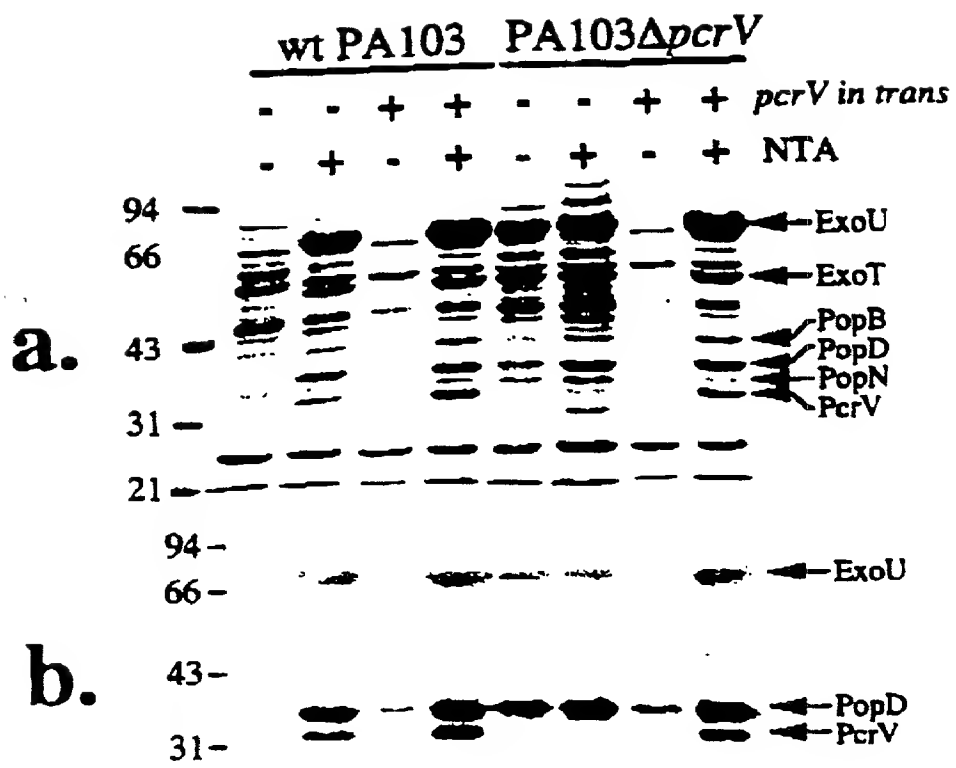 wt PA103 PA103ΔpcrV
- - + + - - + + pcrV in trans
- + - + - + - + NTA
94
66
43
31
21
a.
ExoU
ExoT
PopB
PopD
PopN
PcrV
94
66
43
31
b.
ExoU
PopD
PcrV